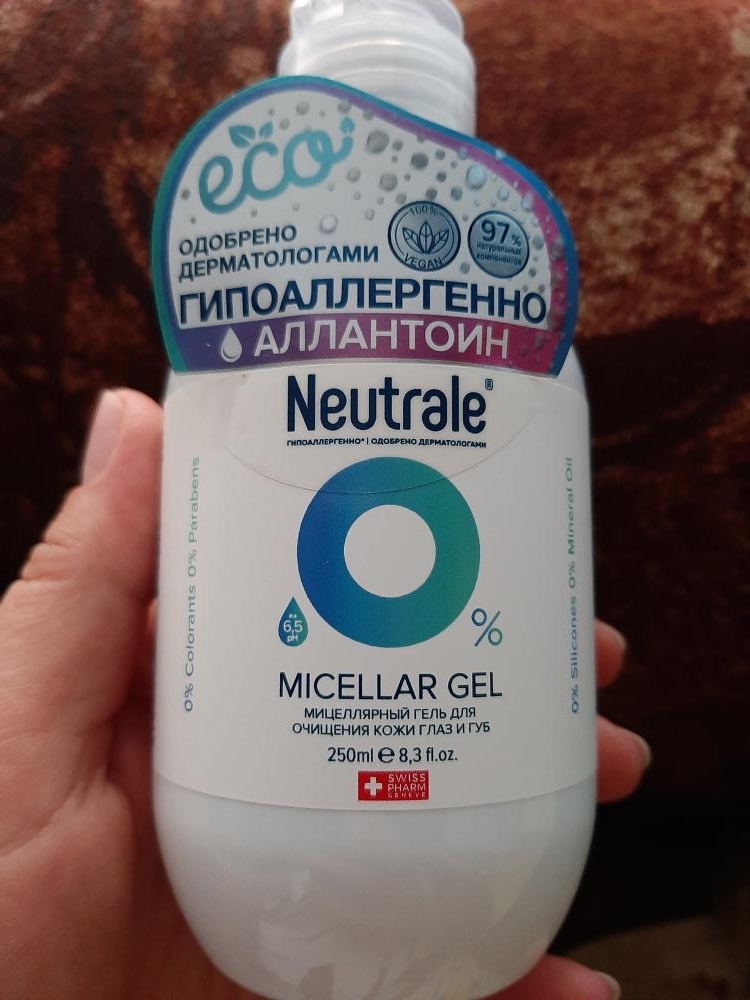 eco
ОДОБРЕНО
ДЕРМАТОЛОГАМИ
100%
VEGAN
97%
натуральных
компонентов
ГИПОАЛЛЕРГЕННО
АЛЛАНТОИН
Neutrale®
ГИПОАЛЛЕРГЕННО* | ОДОБРЕНО ДЕРМАТОЛОГАМИ
0% Colorants 0% Parabens
0% Silicones 0% Mineral Oil
6,5
pH
0%
MICELLAR GEL
МИЦЕЛЛЯРНЫЙ ГЕЛЬ ДЛЯ
ОЧИЩЕНИЯ КОЖИ ГЛАЗ И ГУБ
250ml ℮ 8,3 fl.oz.
SWISS
PHARM
GENEVE